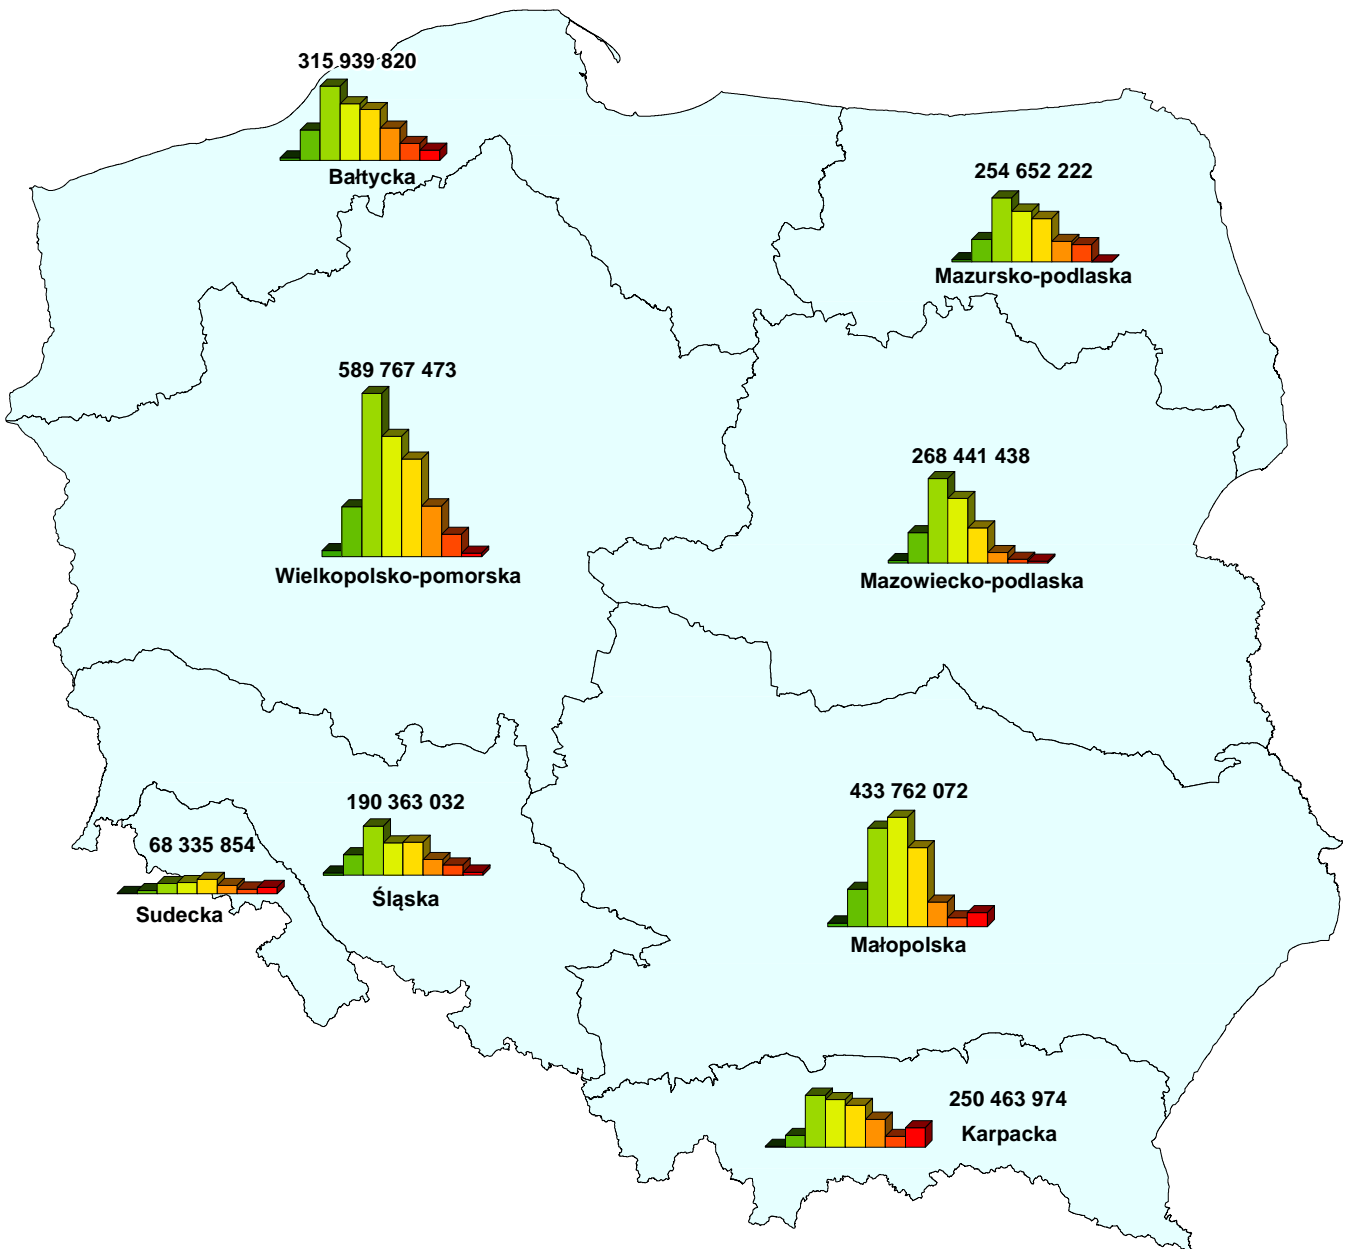 315 939 820
Bałtycka
254 652 222
Mazursko-podlaska
589 767 473
Wielkopolsko-pomorska
268 441 438
Mazowiecko-podlaska
190 363 032
Śląska
68 335 854
Sudecka
433 762 072
Małopolska
250 463 974
Karpacka